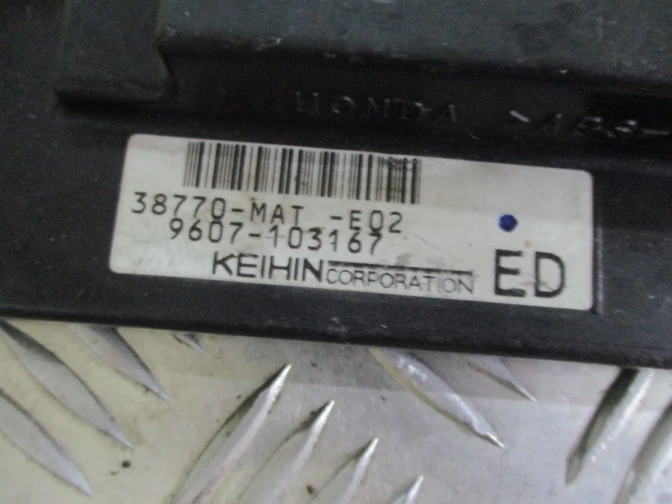 HONDA
38770-MAT -E02
9607-103167
KEIHIN CORPORATION
ED